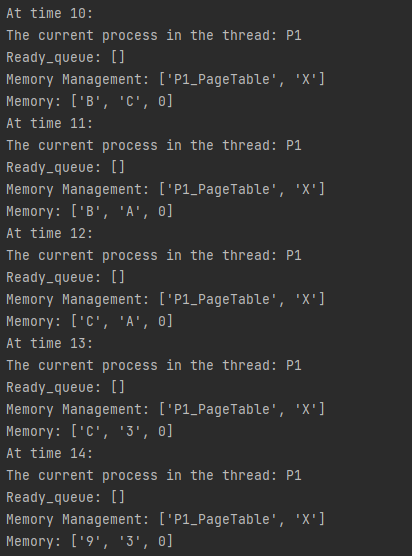 At time 10:
The current process in the thread: P1
Ready_queue: []
Memory Management: ['P1_PageTable', 'X']
Memory: ['B', 'C', 0]
At time 11:
The current process in the thread: P1
Ready_queue: []
Memory Management: ['P1_PageTable', 'X']
Memory: ['B', 'A', 0]
At time 12:
The current process in the thread: P1
Ready_queue: []
Memory Management: ['P1_PageTable', 'X']
Memory: ['C', 'A', 0]
At time 13:
The current process in the thread: P1
Ready_queue: []
Memory Management: ['P1_PageTable', 'X']
Memory: ['C', '3', 0]
At time 14:
The current process in the thread: P1
Ready_queue: []
Memory Management: ['P1_PageTable', 'X']
Memory: ['9', '3', 0]